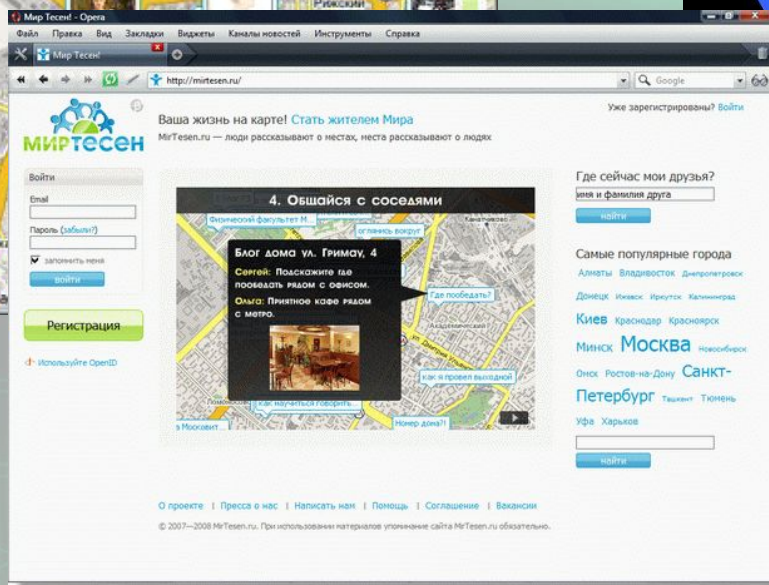 Рижский
Мир Тесен! - Opera
Файл Правка Вид Закладки Виджеты Каналы новостей Инструменты Справка
Мир Тесен!
http://mirtesen.ru/
Google
миртесен
Ваша жизнь на карте! Стать жителем Мира
MirTesen.ru — люди рассказывают о местах, места рассказывают о людях
Уже зарегистрированы? Войти
Войти
Email
Пароль (забыли?)
запомнить меня
войти
Регистрация
Используйте OpenID
4. Общайся с соседями
Физический факультет М...
оглянись вокруг
Блог дома ул. Гримау, 4
Сергей: Подскажите где
пообедать рядом с офисом.
Ольга: Приятное кафе рядом
с метро.
Где пообедать?
Академический
ул. Дмитрия Ульянова
как я провел выходной
как научиться говорить...
Номер дома?!
в Московит...
Где сейчас мои друзья?
имя и фамилия друга
найти
Самые популярные города
Алматы Владивосток Днепропетровск
Донецк Ижевск Иркутск Калининград
Киев Краснодар Красноярск
Минск Москва Новосибирск
Омск Ростов-на-Дону Санкт-
Петербург Ташкент Тюмень
Уфа Харьков
найти
О проекте | Пресса о нас | Написать нам | Помощь | Соглашение | Вакансии
© 2007—2008 MirTesen.ru. При использовании материалов упоминание сайта MirTesen.ru обязательно.